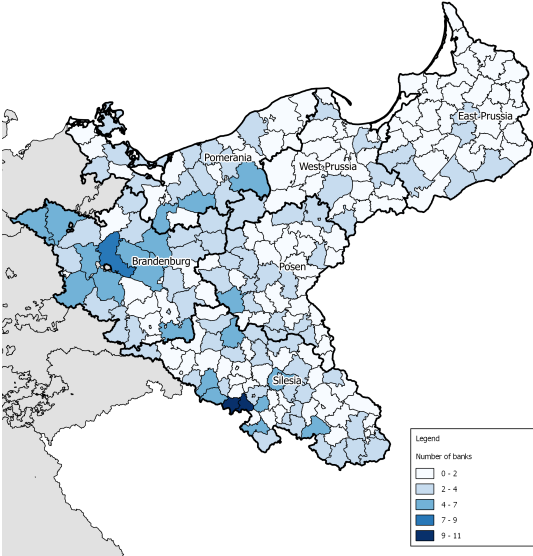 East Prussia
Pomerania
West Prussia
Brandenburg
Posen
Silesia
Legend
Number of banks
0 - 2
2 - 4
4 - 7
7 - 9
9 - 11